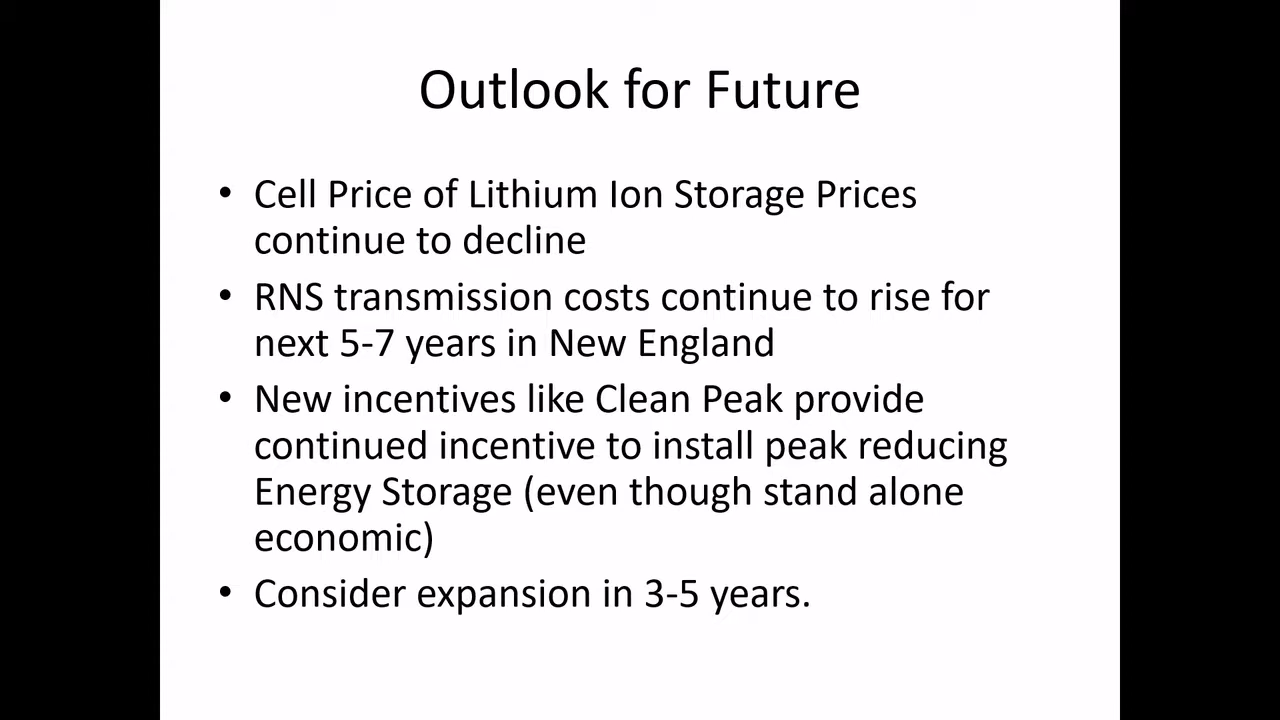 Outlook for Future
• Cell Price of Lithium Ion Storage Prices
continue to decline
• RNS transmission costs continue to rise for
next 5-7 years in New England
• New incentives like Clean Peak provide
continued incentive to install peak reducing
Energy Storage (even though stand alone
economic)
• Consider expansion in 3-5 years.